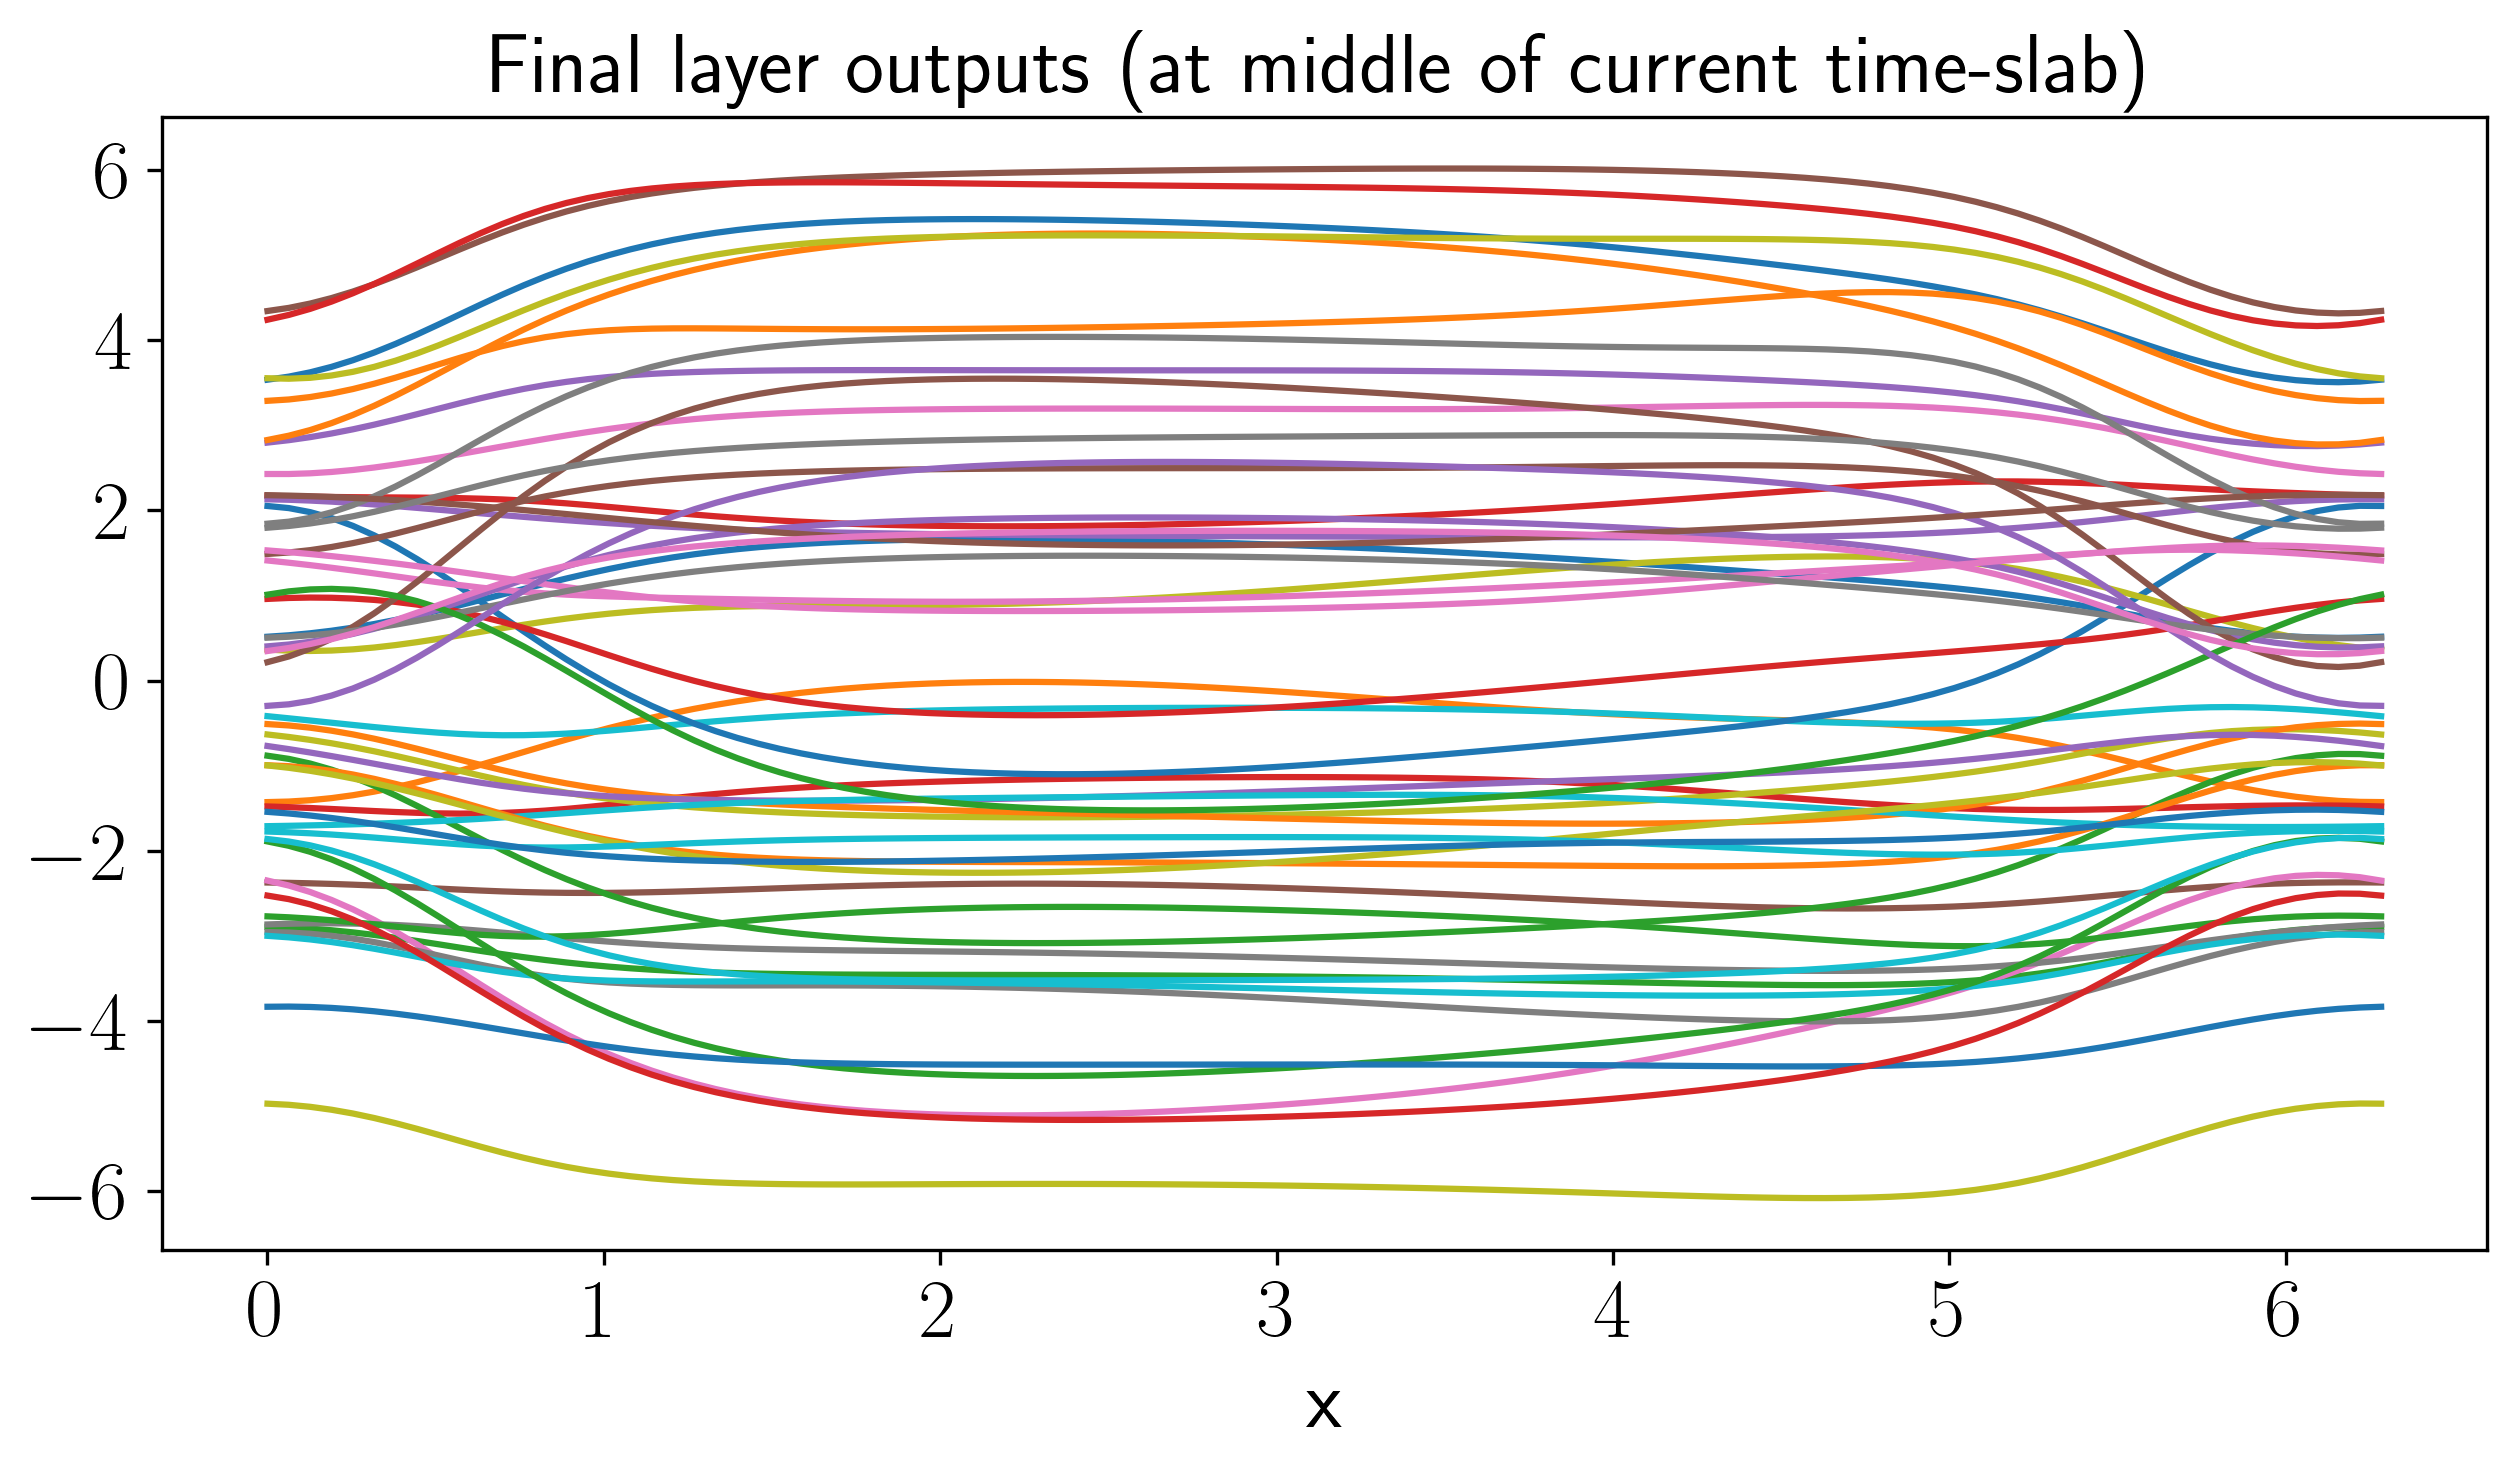 Final layer outputs (at middle of current time-slab)
6
4
2
0
−2
−4
−6
0 1 2 3 4 5 6
x